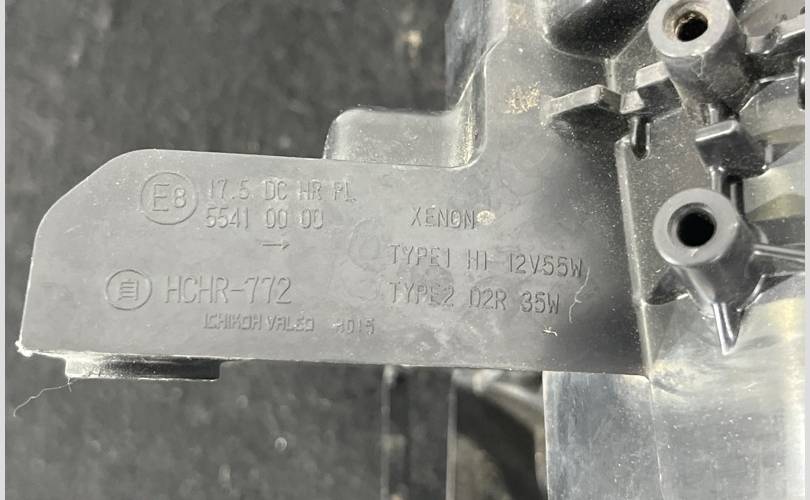 E8 17.5 DC HR PL
5541 00 00
→
自 HCHR-772
ICHIKOH VALEO
XENON
TYPE1 H1 12V55W
TYPE2 D2R 35W